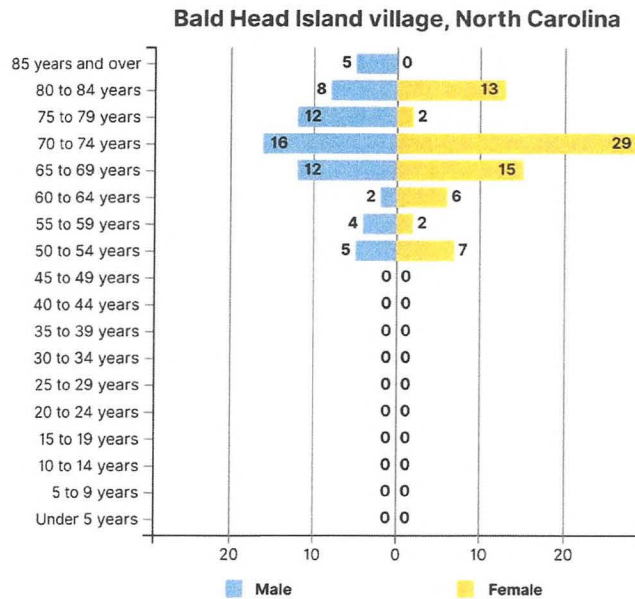 Bald Head Island village, North Carolina
85 years and over 5 0
80 to 84 years 8 13
75 to 79 years 12 2
70 to 74 years 16 29
65 to 69 years 12 15
60 to 64 years 2 6
55 to 59 years 4 2
50 to 54 years 5 7
45 to 49 years 0 0
40 to 44 years 0 0
35 to 39 years 0 0
30 to 34 years 0 0
25 to 29 years 0 0
20 to 24 years 0 0
15 to 19 years 0 0
10 to 14 years 0 0
5 to 9 years 0 0
Under 5 years 0 0
20 10 0 10 20
Male Female